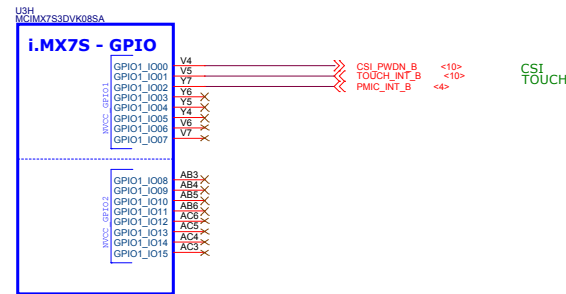 U3H
MCIMX7S3DVK08SA
i.MX7S - GPIO
NVCC_GPIO1
GPIO1_IO00 V4 CSI_PWDN_B <10> CSI
GPIO1_IO01 V5 TOUCH_INT_B <10> TOUCH
GPIO1_IO02 Y7 PMIC_INT_B <4>
GPIO1_IO03 Y6
GPIO1_IO04 Y5
GPIO1_IO05 Y4
GPIO1_IO06 V6
GPIO1_IO07 V7
NVCC_GPIO2
GPIO1_IO08 AB3
GPIO1_IO09 AB4
GPIO1_IO10 AB5
GPIO1_IO11 AB6
GPIO1_IO12 AC6
GPIO1_IO13 AC5
GPIO1_IO14 AC4
GPIO1_IO15 AC3